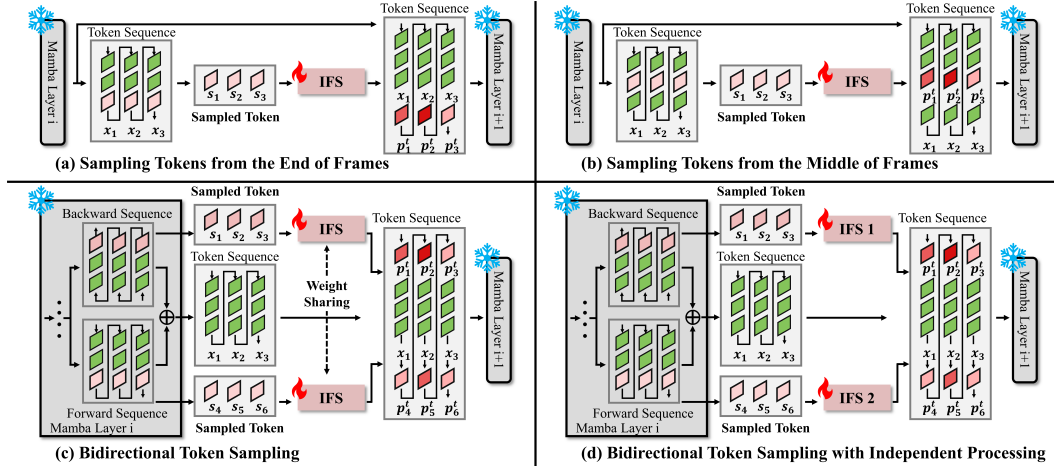 Mamba Layer i
Token Sequence
x₁ x₂ x₃
s₁ s₂ s₃
Sampled Token
IFS
Token Sequence
x₁ x₂ x₃
p₁ᵗ p₂ᵗ p₃ᵗ
Mamba Layer i+1
(a) Sampling Tokens from the End of Frames
Mamba Layer i
Token Sequence
x₁ x₂ x₃
s₁ s₂ s₃
Sampled Token
IFS
Token Sequence
p₁ᵗ p₂ᵗ p₃ᵗ
x₁ x₂ x₃
Mamba Layer i+1
(b) Sampling Tokens from the Middle of Frames
Backward Sequence
Forward Sequence
Mamba Layer i
Sampled Token
s₁ s₂ s₃
IFS
Token Sequence
x₁ x₂ x₃
Weight
Sharing
s₄ s₅ s₆
Sampled Token
IFS
Token Sequence
p₁ᵗ p₂ᵗ p₃ᵗ
x₁ x₂ x₃
p₄ᵗ p₅ᵗ p₆ᵗ
Mamba Layer i+1
(c) Bidirectional Token Sampling
Backward Sequence
Forward Sequence
Mamba Layer i
Sampled Token
s₁ s₂ s₃
IFS 1
Token Sequence
x₁ x₂ x₃
s₄ s₅ s₆
Sampled Token
IFS 2
Token Sequence
p₁ᵗ p₂ᵗ p₃ᵗ
x₁ x₂ x₃
p₄ᵗ p₅ᵗ p₆ᵗ
Mamba Layer i+1
(d) Bidirectional Token Sampling with Independent Processing